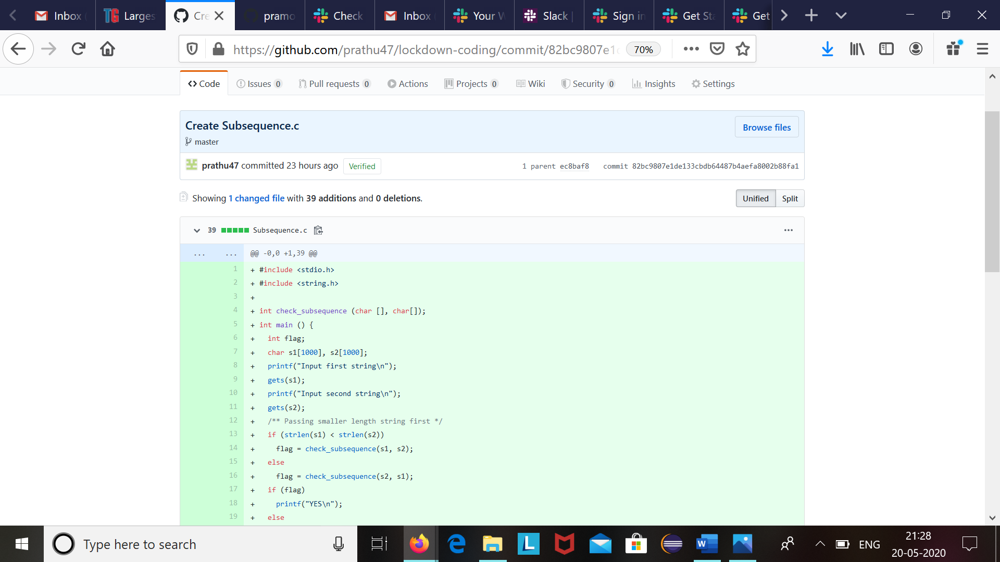 Inbox Larges Cre pramo Check Inbox Your W Slack | Sign in Get Sta Get
https://github.com/prathu47/lockdown-coding/commit/82bc9807e1 70%
Code Issues 0 Pull requests 0 Actions Projects 0 Wiki Security 0 Insights Settings
Create Subsequence.c
Browse files
master
prathu47 committed 23 hours ago Verified 1 parent ec8baf8 commit 82bc9807e1de133cbdb64487b4aefa8002b88fa1
Showing 1 changed file with 39 additions and 0 deletions.
Unified Split
39 Subsequence.c
... ... @@ -0,0 +1,39 @@
1 + #include <stdio.h>
2 + #include <string.h>
3 +
4 + int check_subsequence (char [], char[]);
5 + int main () {
6 + int flag;
7 + char s1[1000], s2[1000];
8 + printf("Input first string\n");
9 + gets(s1);
10 + printf("Input second string\n");
11 + gets(s2);
12 + /** Passing smaller length string first */
13 + if (strlen(s1) < strlen(s2))
14 + flag = check_subsequence(s1, s2);
15 + else
16 + flag = check_subsequence(s2, s1);
17 + if (flag)
18 + printf("YES\n");
19 + else
Type here to search
ENG
21:28
20-05-2020